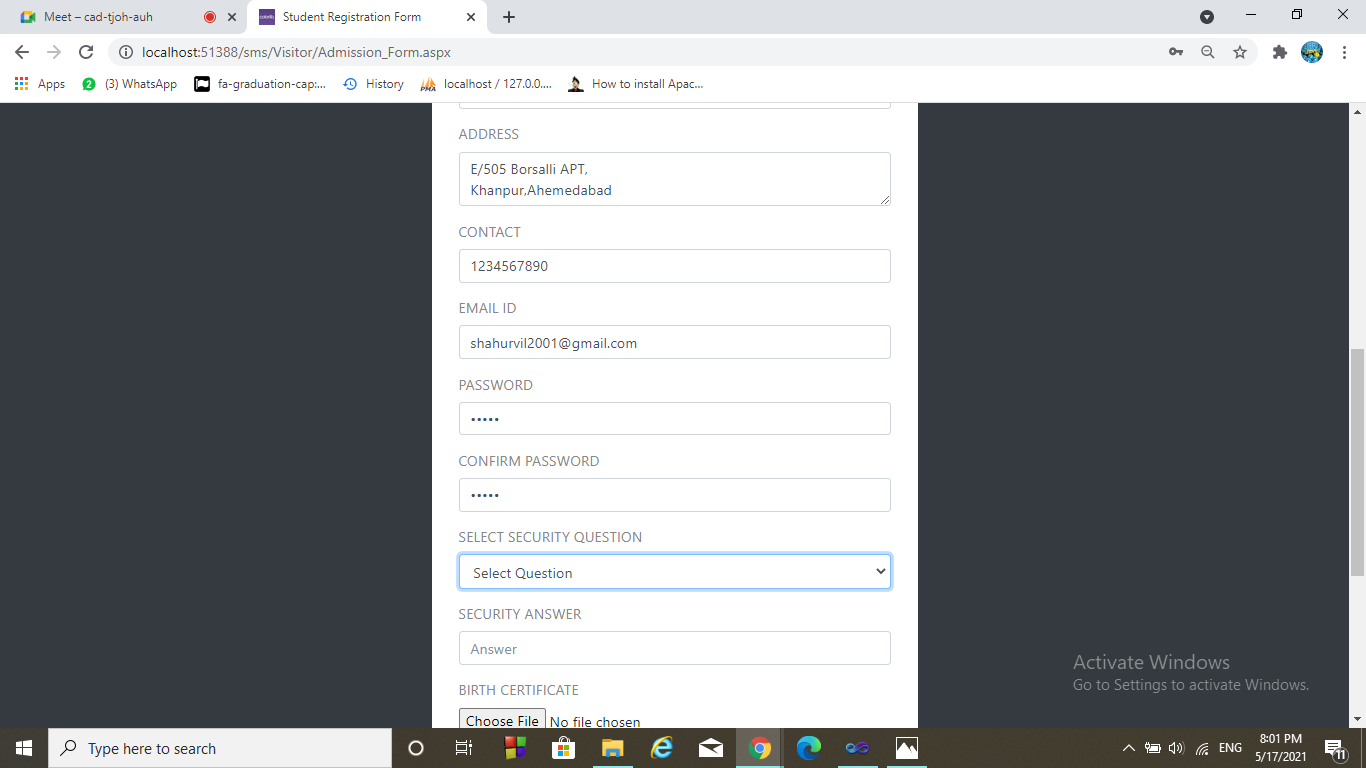 Meet – cad-tjoh-auh
Student Registration Form
localhost:51388/sms/Visitor/Admission_Form.aspx
Apps
2
(3) WhatsApp
fa-graduation-cap:...
History
PMA
localhost / 127.0.0....
How to install Apac...
ADDRESS
E/505 Borsalli APT,
Khanpur,Ahemedabad
CONTACT
1234567890
EMAIL ID
shahurvil2001@gmail.com
PASSWORD
•••••
CONFIRM PASSWORD
•••••
SELECT SECURITY QUESTION
Select Question
SECURITY ANSWER
Answer
BIRTH CERTIFICATE
Choose File No file chosen
Activate Windows
Go to Settings to activate Windows.
Type here to search
ENG
8:01 PM
5/17/2021
11